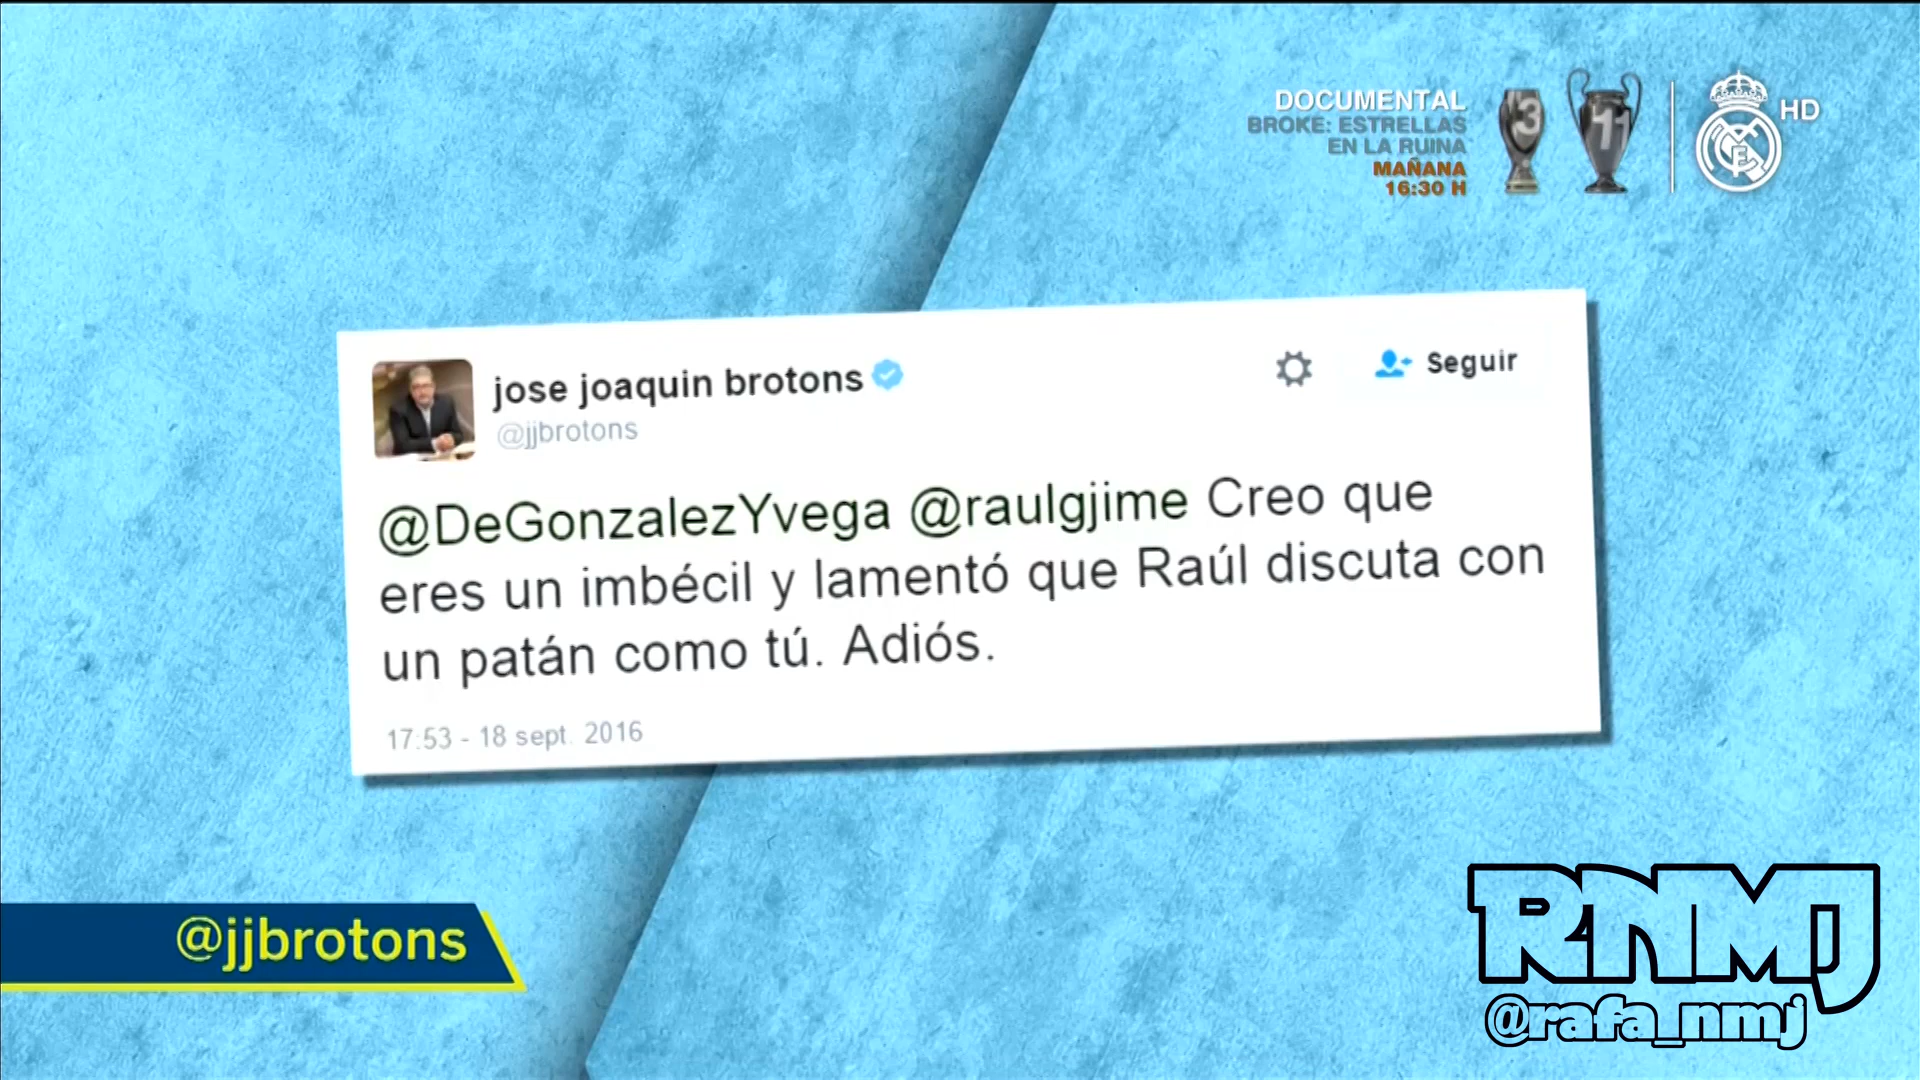 DOCUMENTAL
BROKE: ESTRELLAS
EN LA RUINA
MAÑANA
16:30 H
3
11
HD
jose joaquin brotons
@jjbrotons
Seguir
@DeGonzalezYvega @raulgjime Creo que
eres un imbécil y lamentó que Raúl discuta con
un patán como tú. Adiós.
17:53 - 18 sept. 2016
@jjbrotons
RNMJ
@rafa_nmj